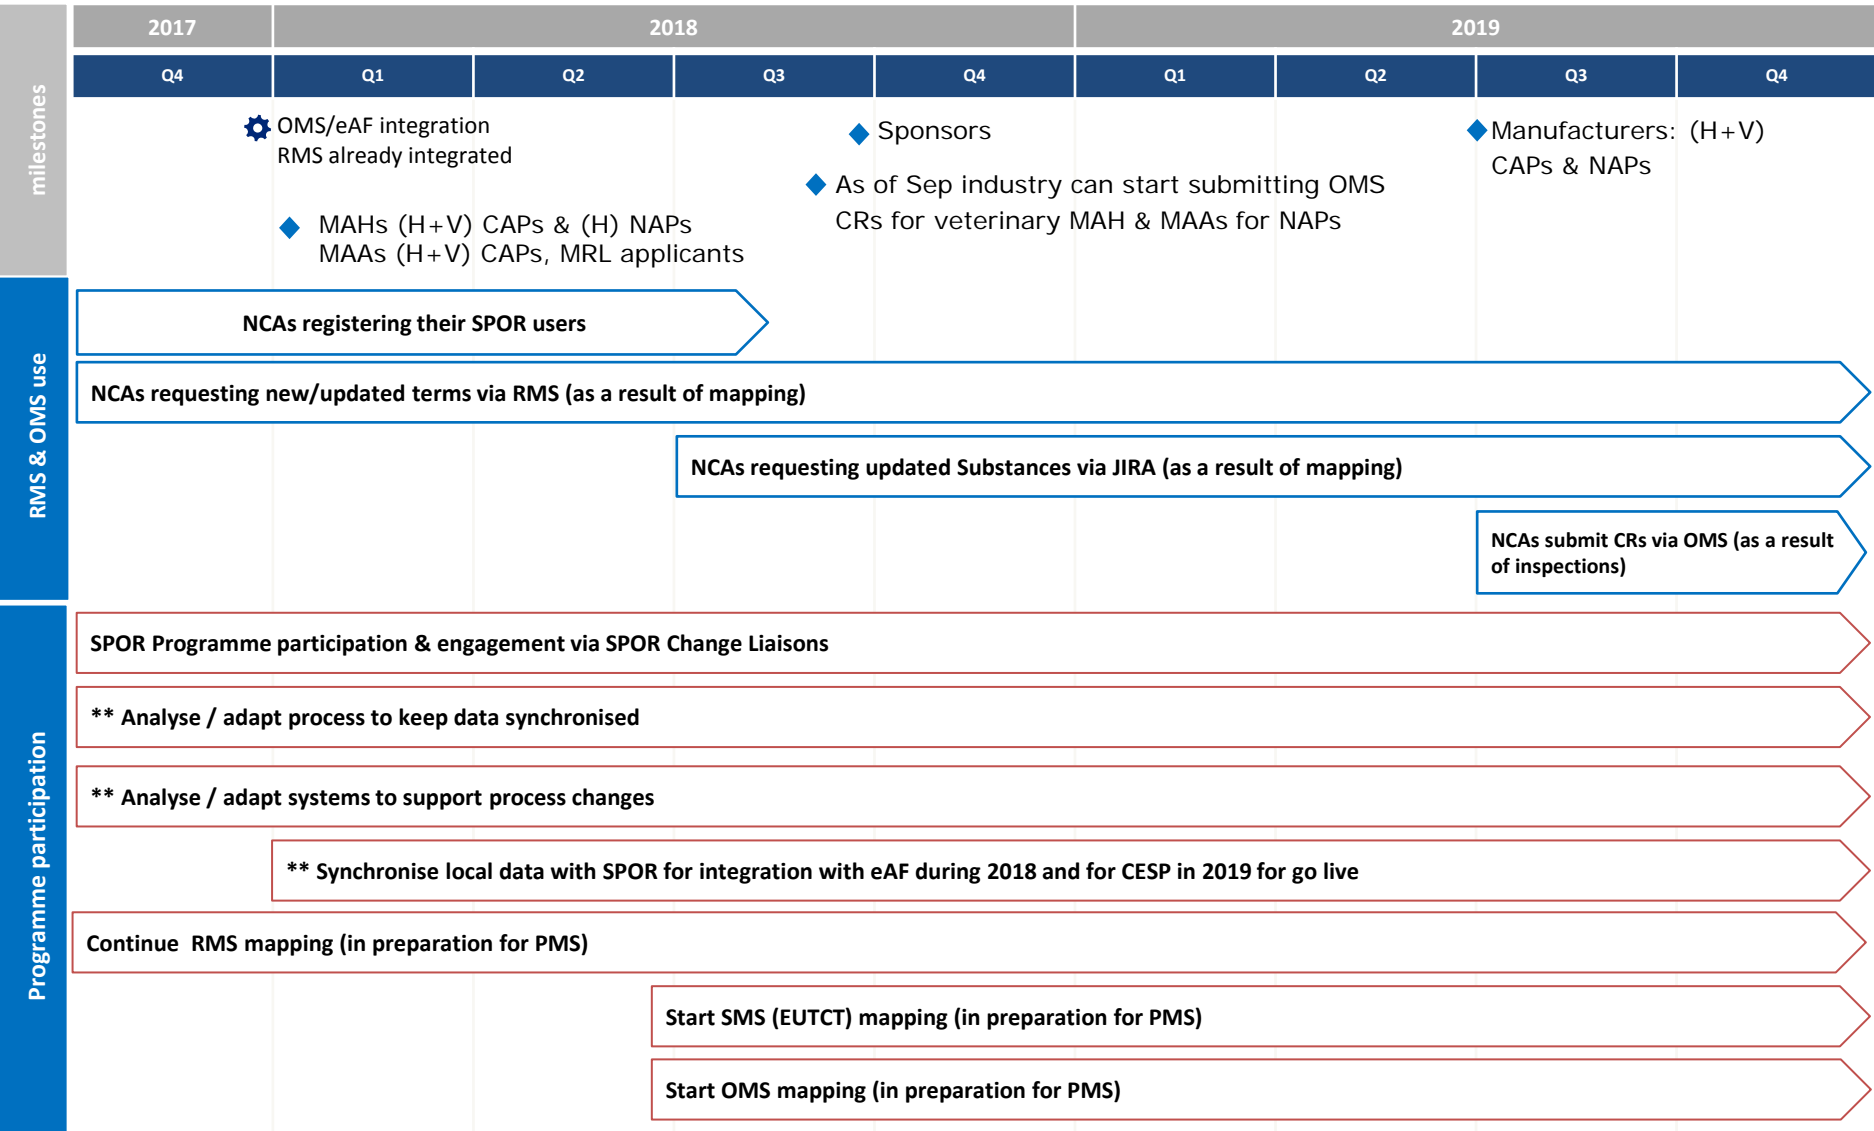 2017
2018
2019
Q4
Q1
Q2
Q3
Q4
Q1
Q2
Q3
Q4
milestones
OMS/eAF integration
RMS already integrated
MAHs (H+V) CAPs & (H) NAPs
MAAs (H+V) CAPs, MRL applicants
Sponsors
As of Sep industry can start submitting OMS
CRs for veterinary MAH & MAAs for NAPs
Manufacturers: (H+V)
CAPs & NAPs
RMS & OMS use
NCAs registering their SPOR users
NCAs requesting new/updated terms via RMS (as a result of mapping)
NCAs requesting updated Substances via JIRA (as a result of mapping)
NCAs submit CRs via OMS (as a result
of inspections)
Programme participation
SPOR Programme participation & engagement via SPOR Change Liaisons
** Analyse / adapt process to keep data synchronised
** Analyse / adapt systems to support process changes
** Synchronise local data with SPOR for integration with eAF during 2018 and for CESP in 2019 for go live
Continue RMS mapping (in preparation for PMS)
Start SMS (EUTCT) mapping (in preparation for PMS)
Start OMS mapping (in preparation for PMS)